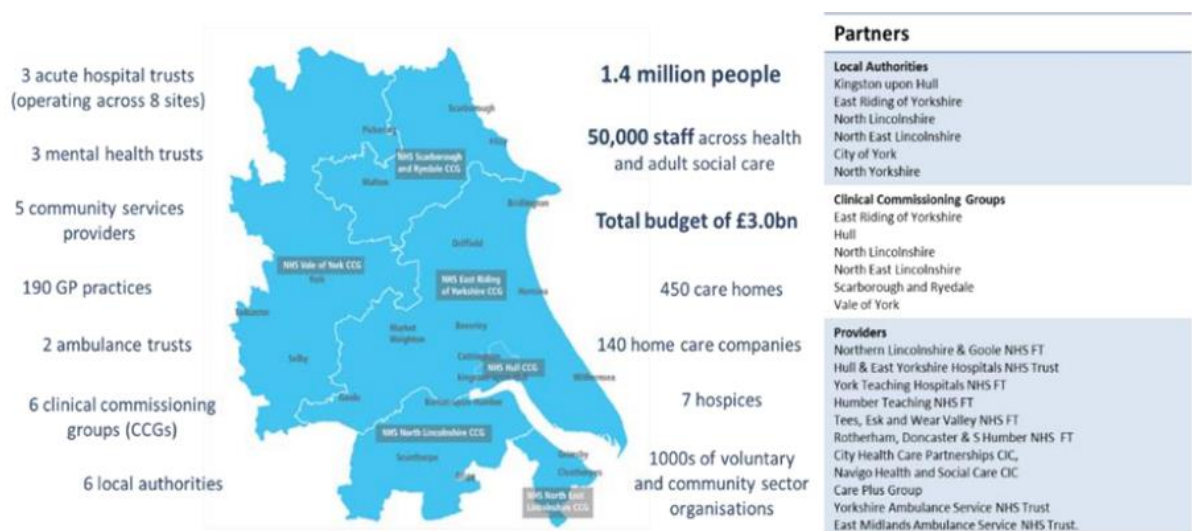 3 acute hospital trusts
(operating across 8 sites)
3 mental health trusts
5 community services
providers
190 GP practices
2 ambulance trusts
6 clinical commissioning
groups (CCGs)
6 local authorities
Scarborough
Pickering
Filey
NHS Scarborough
and Ryedale CCG
Malton
Bridlington
Driffield
NHS Vale of York CCG
York
NHS East Riding
of Yorkshire CCG
Hornsea
Tadcaster
Market
Weighton
Beverley
Selby
Cottingham
NHS Hull CCG
Withernsea
Goole
NHS North Lincolnshire CCG
Scunthorpe
Brigg
Grimsby
Cleethorpes
NHS North East
Lincolnshire CCG
1.4 million people
50,000 staff across health
and adult social care
Total budget of £3.0bn
450 care homes
140 home care companies
7 hospices
1000s of voluntary
and community sector
organisations
Partners
Local Authorities
Kingston upon Hull
East Riding of Yorkshire
North Lincolnshire
North East Lincolnshire
City of York
North Yorkshire
Clinical Commissioning Groups
East Riding of Yorkshire
Hull
North Lincolnshire
North East Lincolnshire
Scarborough and Ryedale
Vale of York
Providers
Northern Lincolnshire & Goole NHS FT
Hull & East Yorkshire Hospitals NHS Trust
York Teaching Hospitals NHS FT
Humber Teaching NHS FT
Tees, Esk and Wear Valley NHS FT
Rotherham, Doncaster & S Humber NHS FT
City Health Care Partnerships CIC,
Navigo Health and Social Care CIC
Care Plus Group
Yorkshire Ambulance Service NHS Trust
East Midlands Ambulance Service NHS Trust.